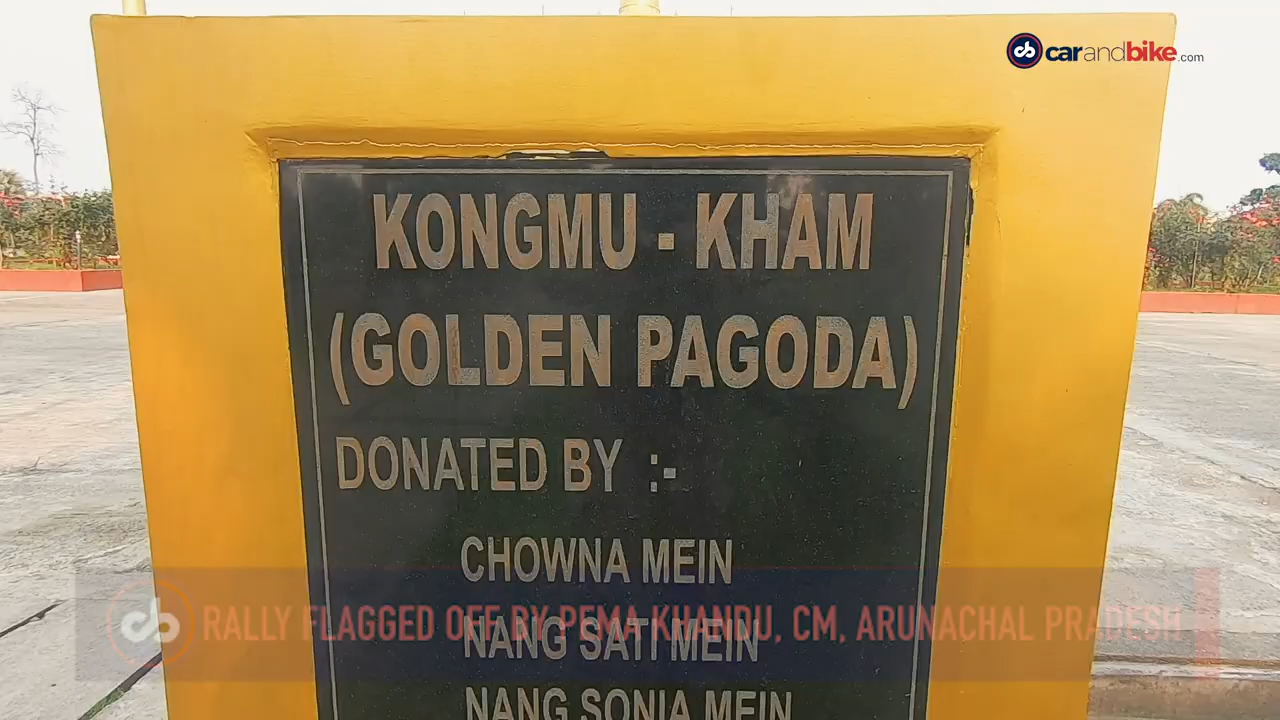 carandbike.com
KONGMU - KHAM
(GOLDEN PAGODA)
DONATED BY :-
CHOWNA MEIN
RALLY FLAGGED OFF BY PEMA KHANDU, CM, ARUNACHAL PRADESH
NANG SATI MEIN
NANG SONIA MEIN